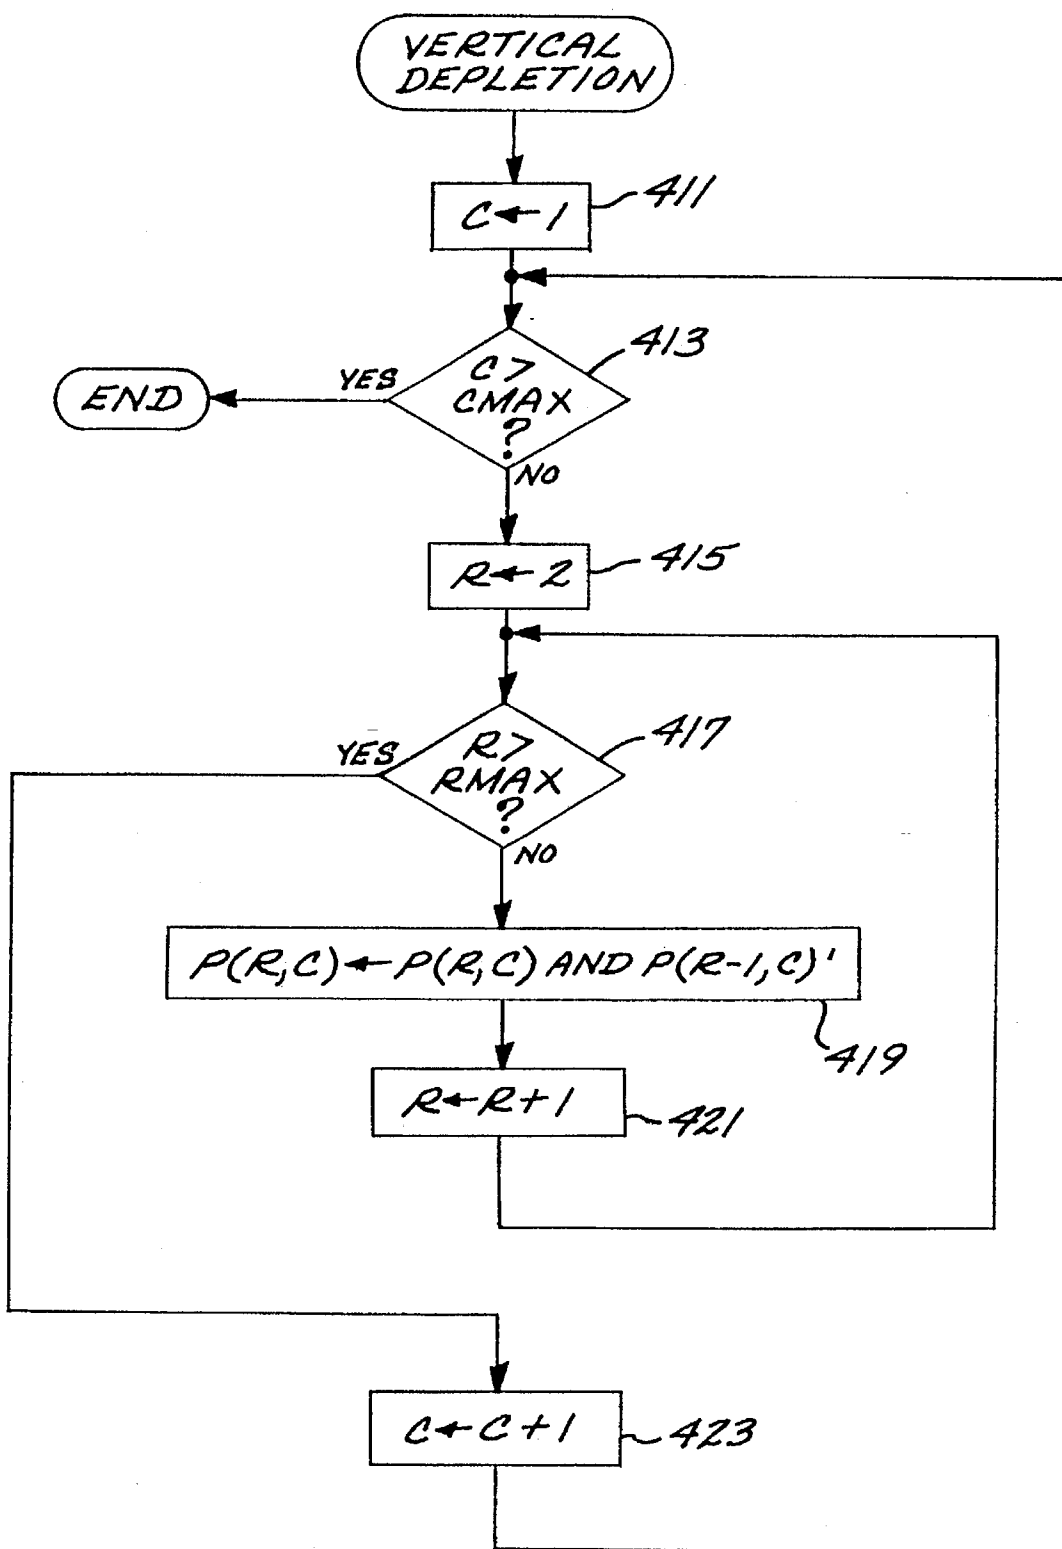 VERTICAL
DEPLETION
C←1
411
C>
CMAX
?
413
YES
END
NO
R←2
415
R>
RMAX
?
417
YES
NO
P(R,C)←P(R,C) AND P(R-1,C)'
419
R←R+1
421
C←C+1
423